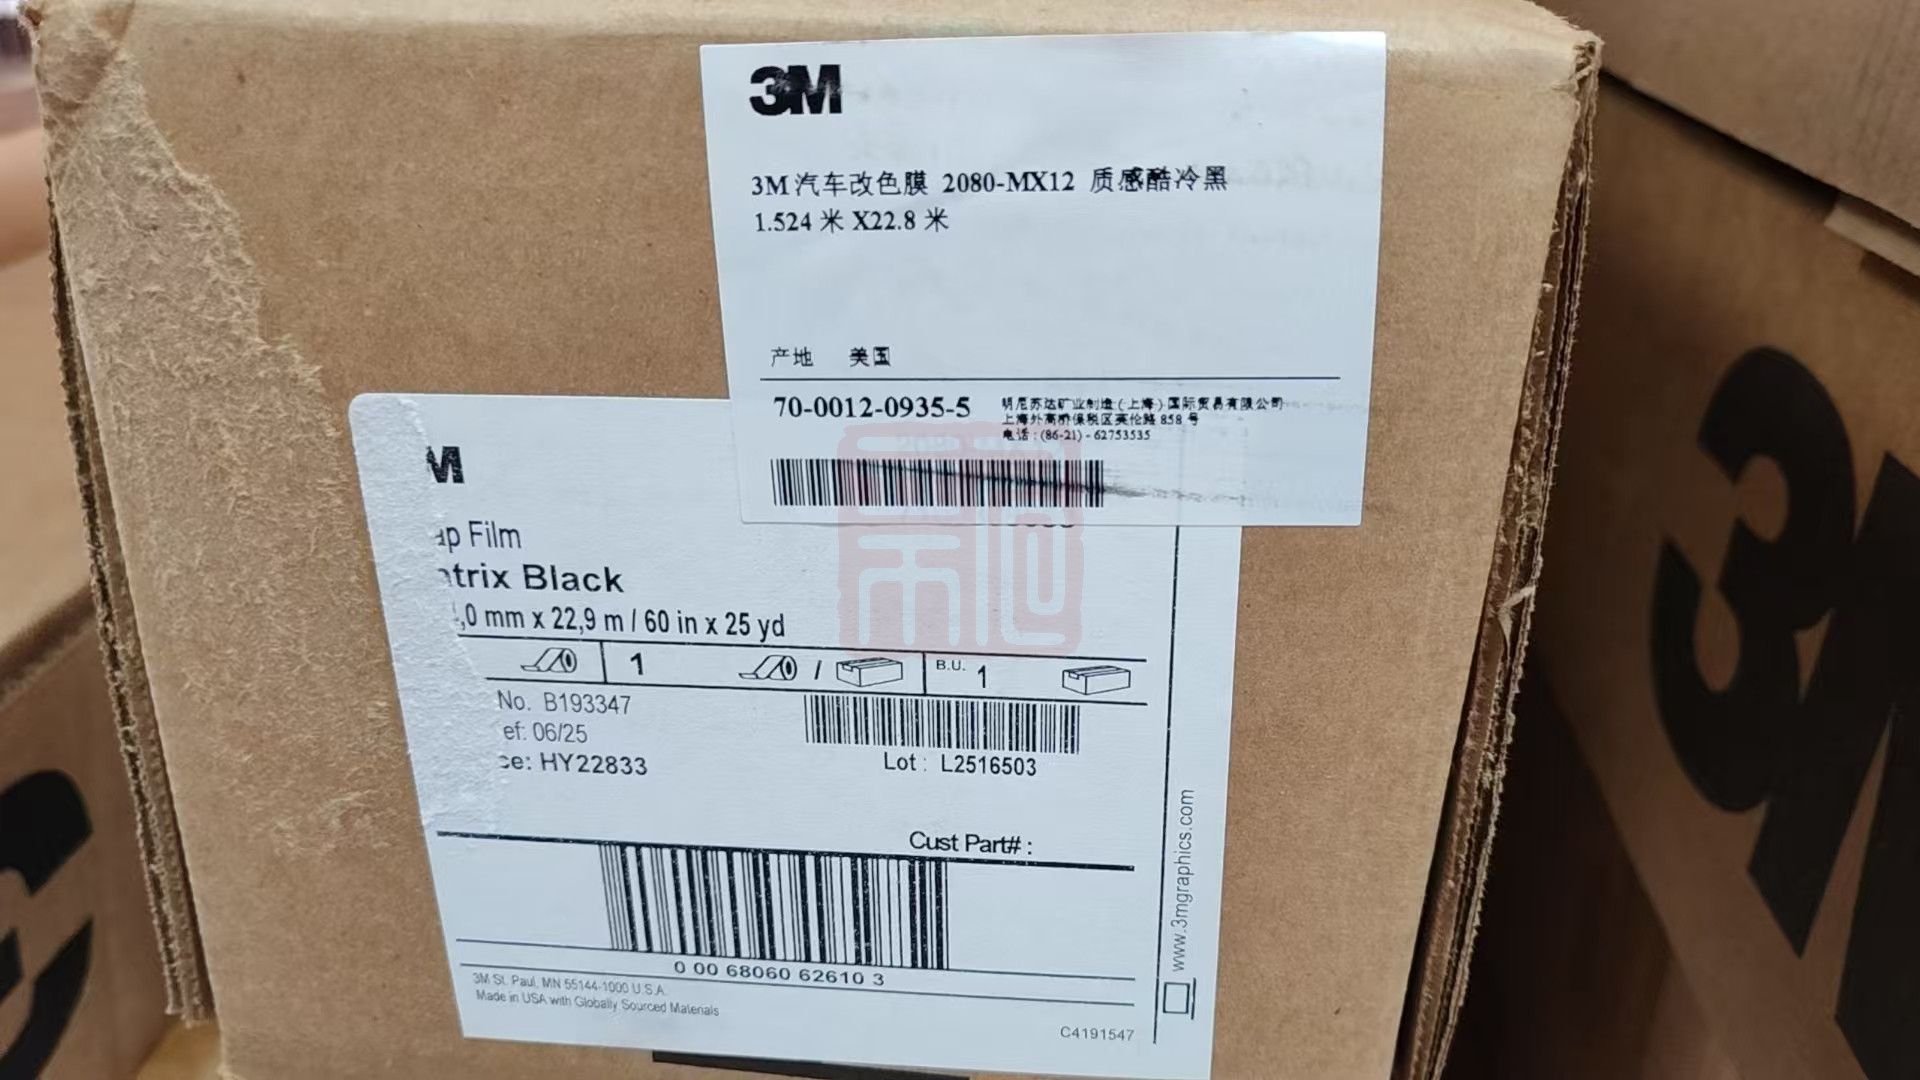 3M
3M 汽车改色膜 2080-MX12 质感酷冷黑
1.524 米 X22.8 米
产地 美国
70-0012-0935-5
明尼苏达矿业制造(上海)国际贸易有限公司
上海外高桥保税区英伦路 858 号
电话 : (86-21) - 62753535
M
ap Film
atrix Black
,0 mm x 22,9 m / 60 in x 25 yd
1 / B.U. 1
No. B193347
ef: 06/25
ce: HY22833
Lot : L2516503
Cust Part# :
0 00 68060 62610 3
3M St. Paul, MN 55144-1000 U.S.A.
Made in USA with Globally Sourced Materials
C4191547
www.3mgraphics.com
3M